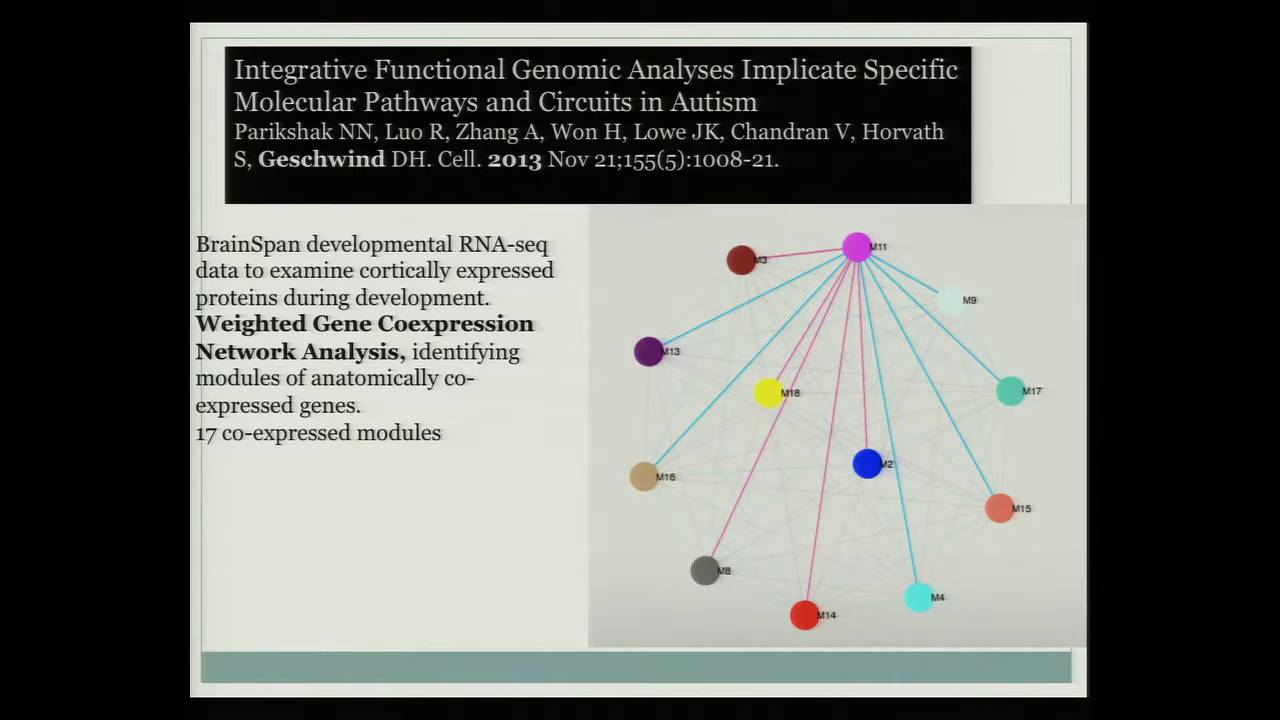 Integrative Functional Genomic Analyses Implicate Specific
Molecular Pathways and Circuits in Autism
Parikshak NN, Luo R, Zhang A, Won H, Lowe JK, Chandran V, Horvath
S, Geschwind DH. Cell. 2013 Nov 21;155(5):1008-21.
BrainSpan developmental RNA-seq
data to examine cortically expressed
proteins during development.
Weighted Gene Coexpression
Network Analysis, identifying
modules of anatomically co-
expressed genes.
17 co-expressed modules
M11
M3
M9
M13
M18
M17
M2
M16
M15
M8
M4
M14